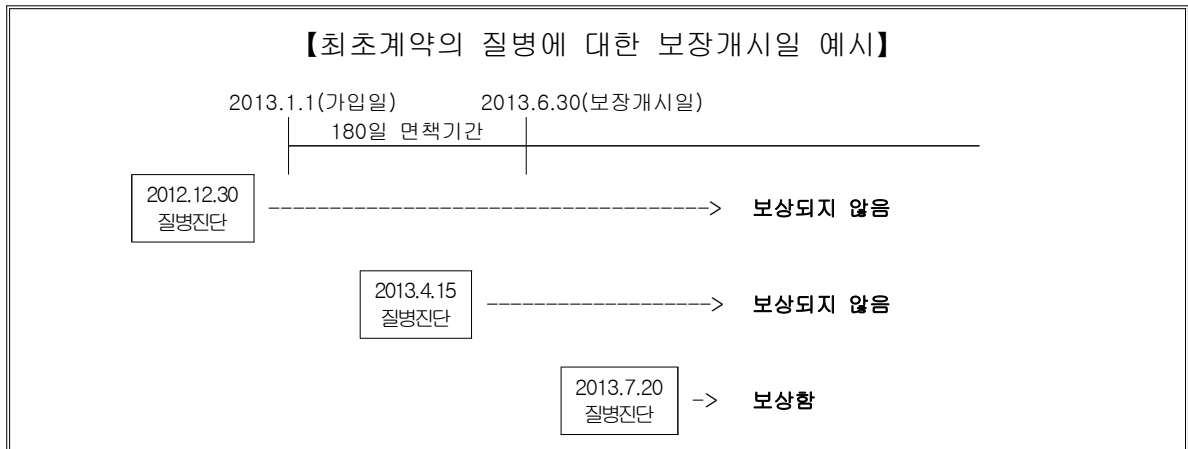 【최초계약의 질병에 대한 보장개시일 예시】
2013.1.1(가입일) 2013.6.30(보장개시일)
180일 면책기간
2012.12.30
질병진단
-------------------------------------> 보상되지 않음
2013.4.15
질병진단
--------------------> 보상되지 않음
2013.7.20
질병진단
-> 보상함